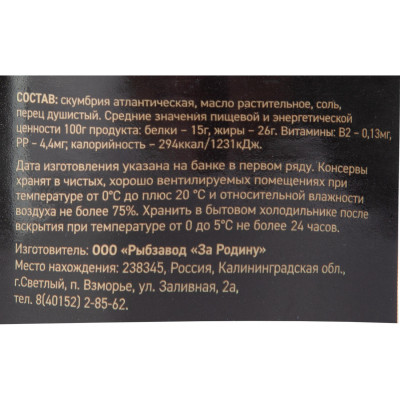 СОСТАВ: скумбрия атлантическая, масло растительное, соль,
перец душистый. Средние значения пищевой и энергетической
ценности 100г продукта: белки – 15г, жиры – 26г. Витамины: В2 – 0,13мг,
РР – 4,4мг; калорийность – 294ккал/1231кДж.
Дата изготовления указана на банке в первом ряду. Консервы
хранят в чистых, хорошо вентилируемых помещениях при
температуре от 0°С до плюс 20 °С и относительной влажности
воздуха не более 75%. Хранить в бытовом холодильнике после
вскрытия при температуре от 0 до 5°С не более 24 часов.
Изготовитель: ООО «Рыбзавод «За Родину»
Место нахождения: 238345, Россия, Калининградская обл.,
г.Светлый, п. Взморье, ул. Заливная, 2а,
тел. 8(40152) 2-85-62.